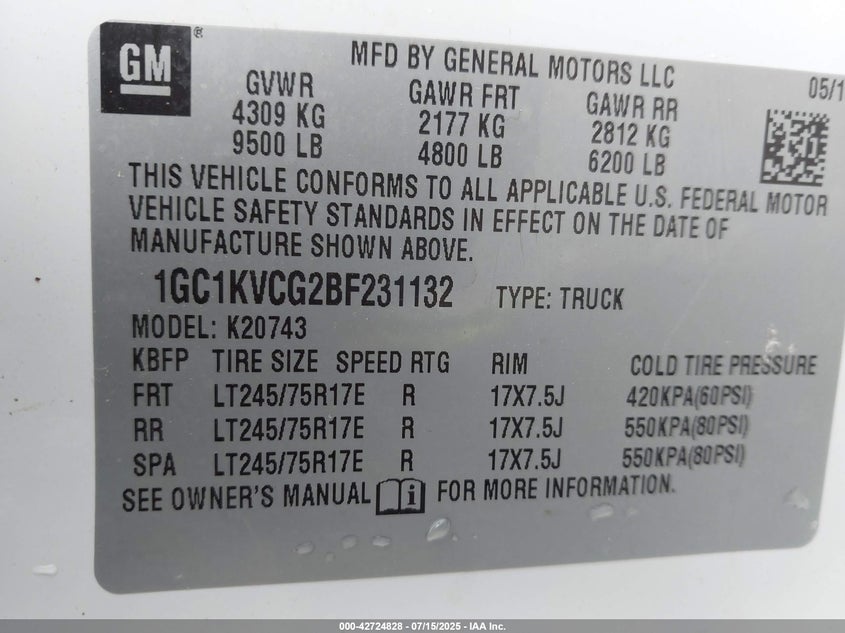 GM®
MFD BY GENERAL MOTORS LLC
05/1
GVWR GAWR FRT GAWR RR
4309 KG 2177 KG 2812 KG
9500 LB 4800 LB 6200 LB
THIS VEHICLE CONFORMS TO ALL APPLICABLE U.S. FEDERAL MOTOR
VEHICLE SAFETY STANDARDS IN EFFECT ON THE DATE OF
MANUFACTURE SHOWN ABOVE.
1GC1KVCG2BF231132 TYPE: TRUCK
MODEL: K20743
KBFP TIRE SIZE SPEED RTG RIM COLD TIRE PRESSURE
FRT LT245/75R17E R 17X7.5J 420KPA(60PSI)
RR LT245/75R17E R 17X7.5J 550KPA(80PSI)
SPA LT245/75R17E R 17X7.5J 550KPA(80PSI)
SEE OWNER'S MANUAL i FOR MORE INFORMATION.
000-42724828 - 07/15/2025 - IAA Inc.